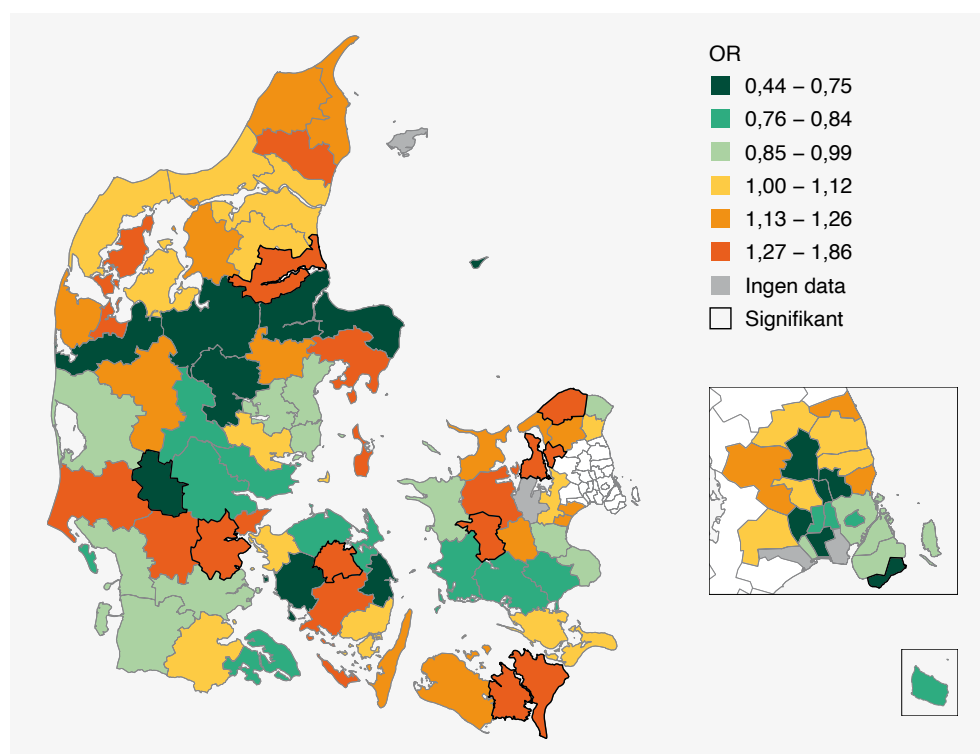 OR
0,44 – 0,75
0,76 – 0,84
0,85 – 0,99
1,00 – 1,12
1,13 – 1,26
1,27 – 1,86
Ingen data
Signifikant